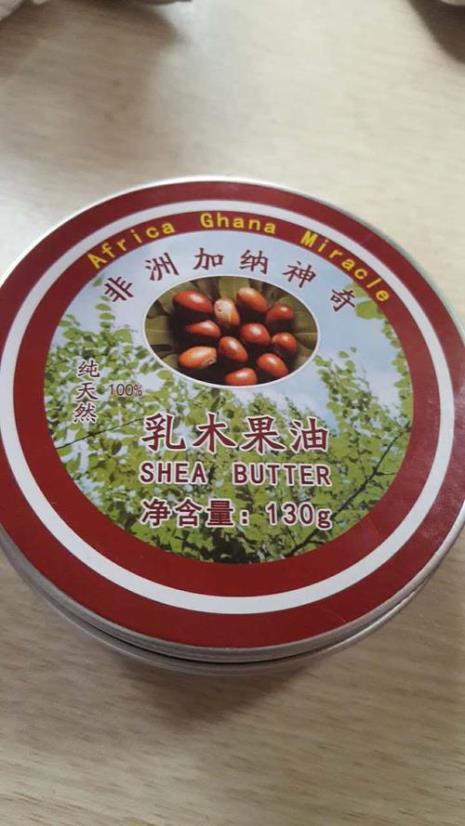 Africa Ghana Miracle
非洲加纳神奇
纯天然
100%
乳木果油
SHEA BUTTER
净含量：130g